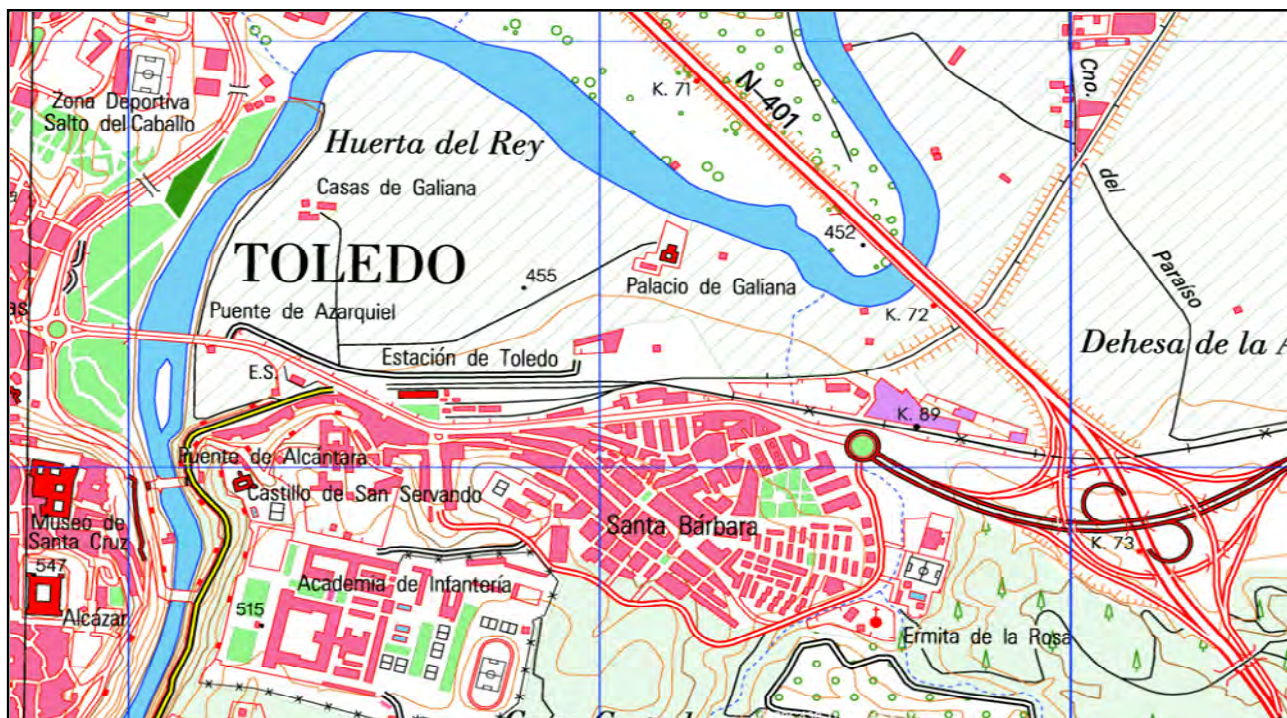 K. 71
N-401
Cno.
del
Paraíso
Zona Deportiva
Salto del Caballo
Huerta del Rey
Casas de Galiana
452
TOLEDO
455
Palacio de Galiana
Puente de Azarquiel
K. 72
Estación de Toledo
Dehesa de la A
E.S.
K. 89
Puente de Alcántara
Castillo de San Servando
Museo de
Santa Cruz
Santa Bárbara
K. 73
547
Academia de Infantería
515
Alcázar
Ermita de la Rosa